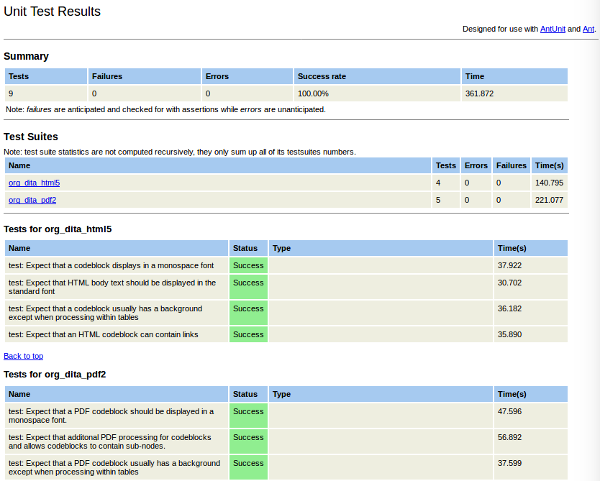 Unit Test Results
Designed for use with AntUnit and Ant.
Summary
Tests Failures Errors Success rate Time
9 0 0 100.00% 361.872
Note: failures are anticipated and checked for with assertions while errors are unanticipated.
Test Suites
Note: test suite statistics are not computed recursively, they only sum up all of its testsuites numbers.
Name Tests Errors Failures Time(s)
org_dita_html5 4 0 0 140.795
org_dita_pdf2 5 0 0 221.077
Tests for org_dita_html5
Name Status Type Time(s)
test: Expect that a codeblock displays in a monospace font Success 37.922
test: Expect that HTML body text should be displayed in the Success 30.702
standard font
test: Expect that a codeblock usually has a background Success 36.182
except when processing within tables
test: Expect that an HTML codeblock can contain links Success 35.890
Back to top
Tests for org_dita_pdf2
Name Status Type Time(s)
test: Expect that a PDF codeblock should be displayed in a Success 47.596
monospace font.
test: Expect that additonal PDF processing for codeblocks Success 56.892
and allows codeblocks to contain sub-nodes.
test: Expect that a PDF codeblock usually has a background Success 37.599
except when processing within tables